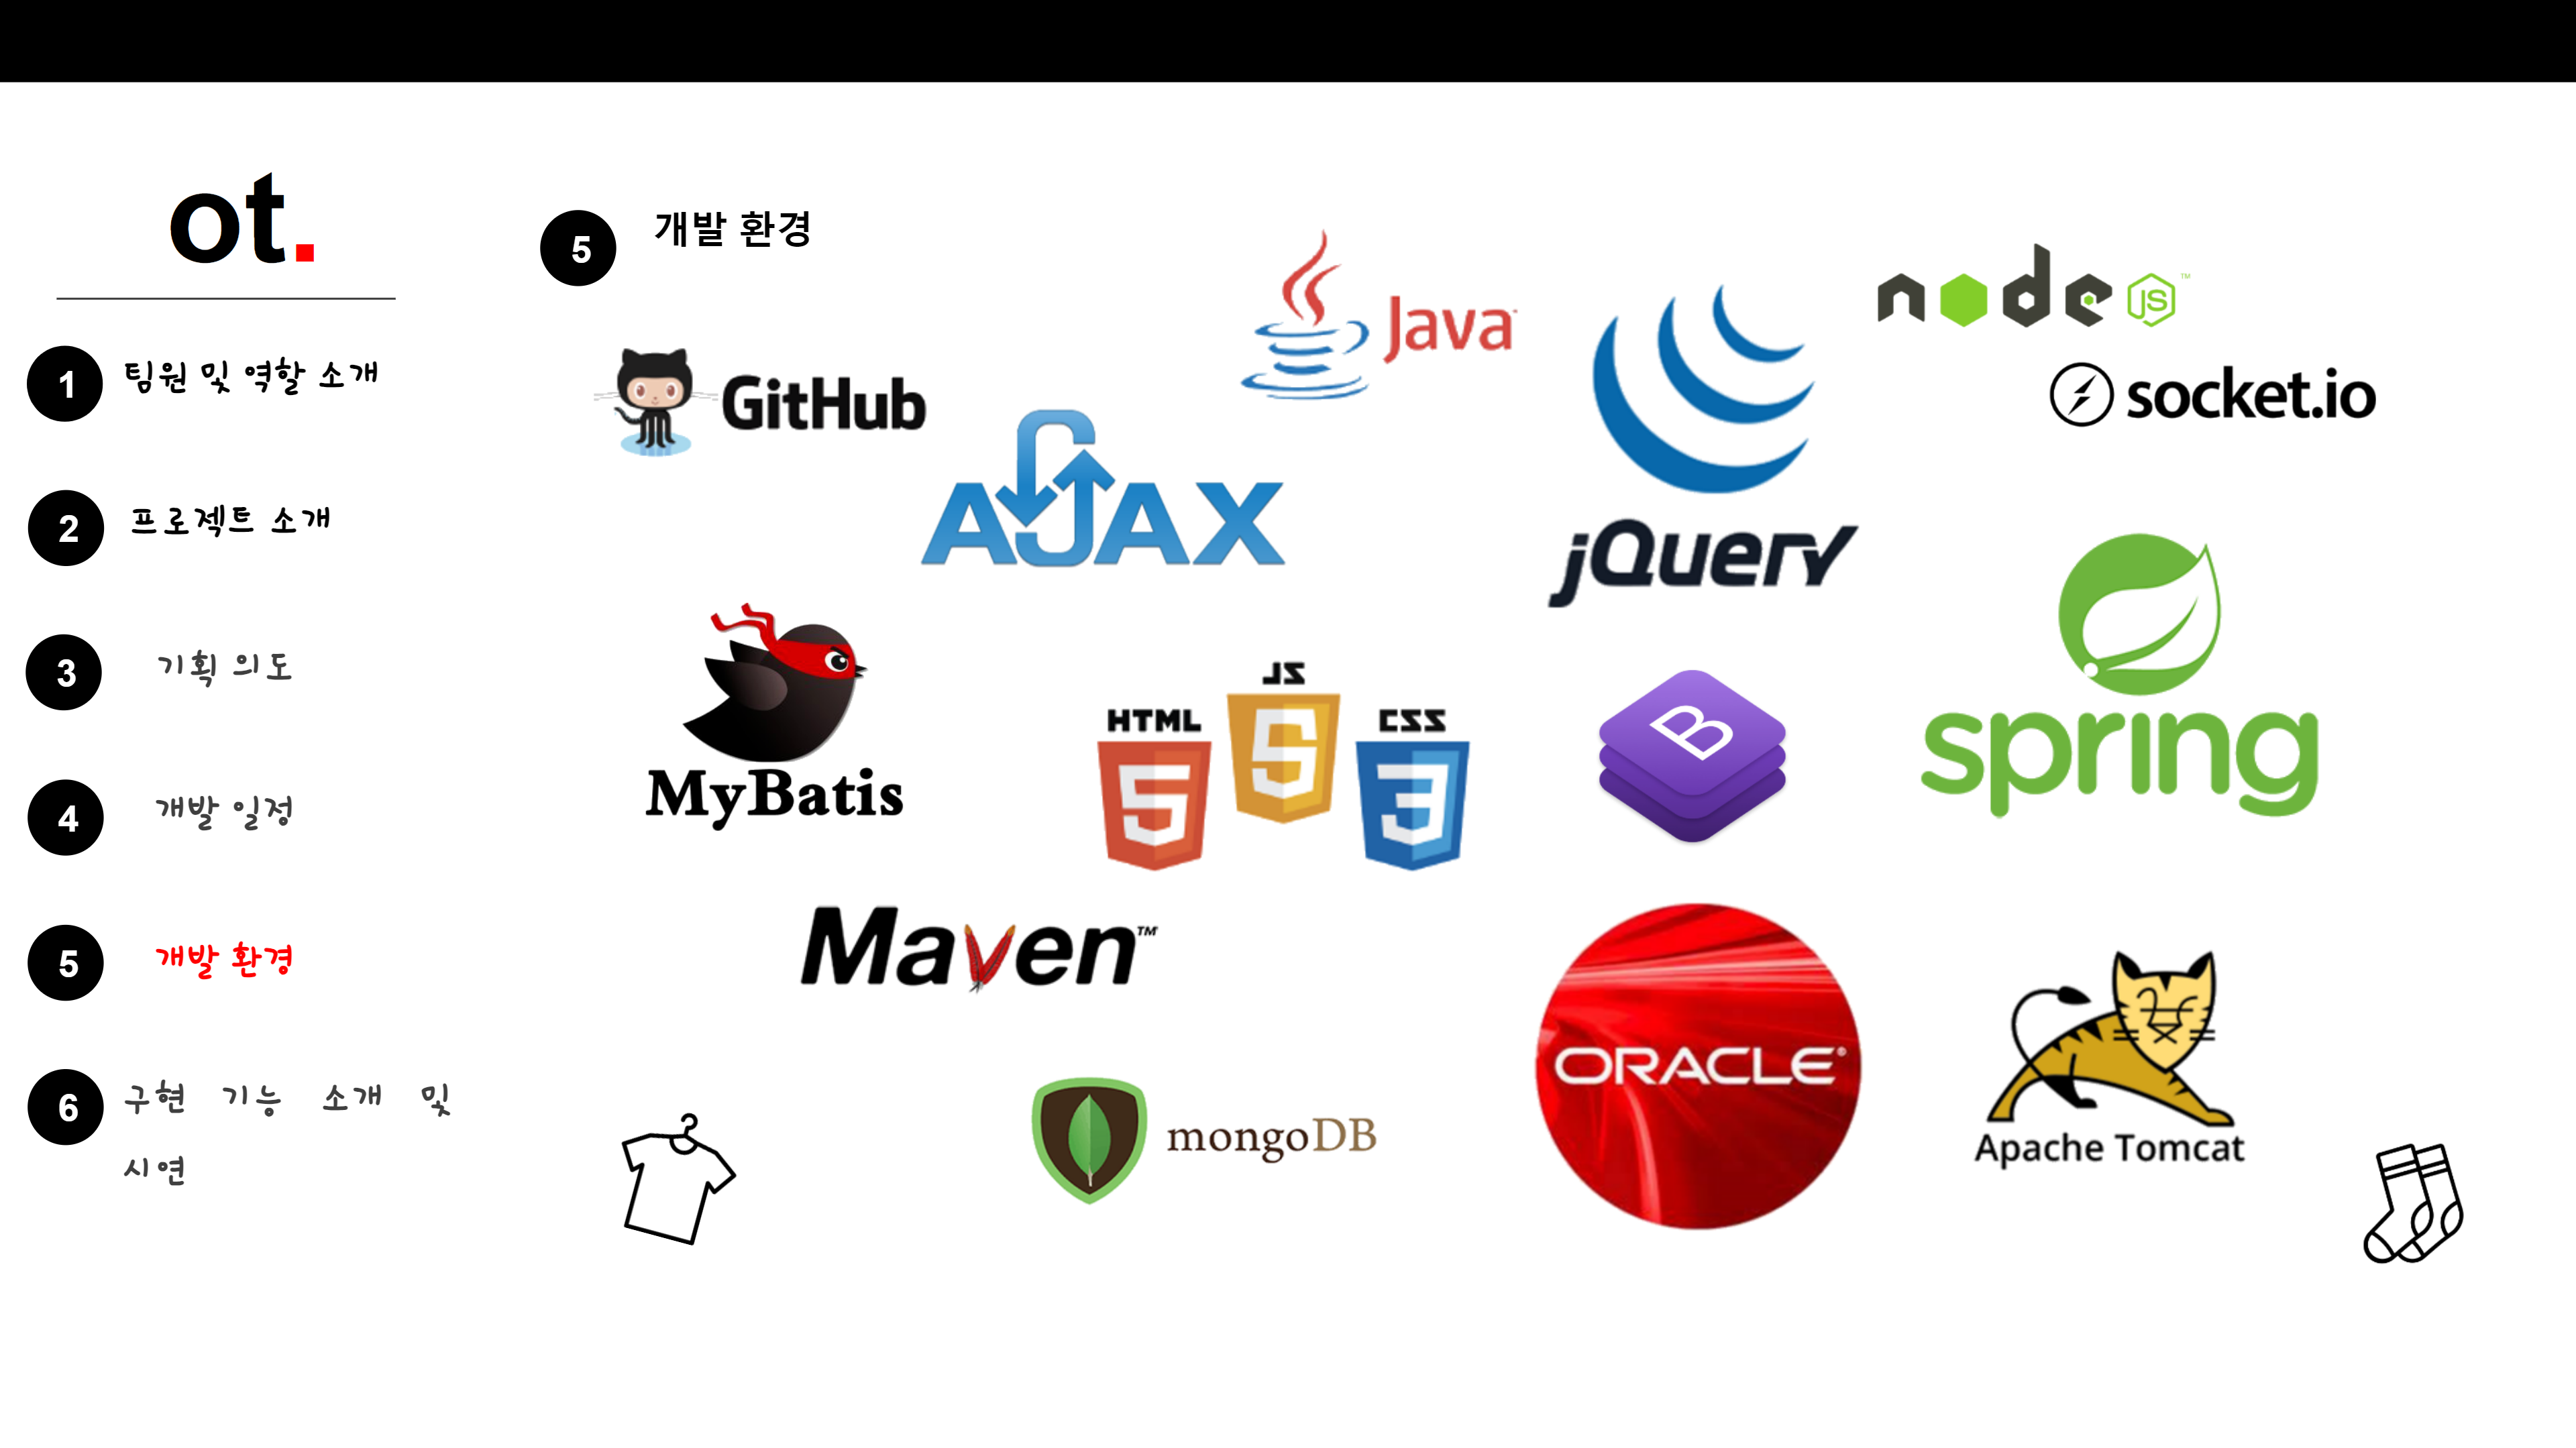 ot.
1 팀원 및 역할 소개
2 프로젝트 소개
3 기획 의도
4 개발 일정
5 개발 환경
6 구현 기능 소개 및
시연
5 개발 환경
Java
node JS ™
GitHub
socket.io
AJAX
jQuery
MyBatis
HTML
5
JS
5
CSS
3
B
spring
Maven™
ORACLE®
mongoDB
Apache Tomcat